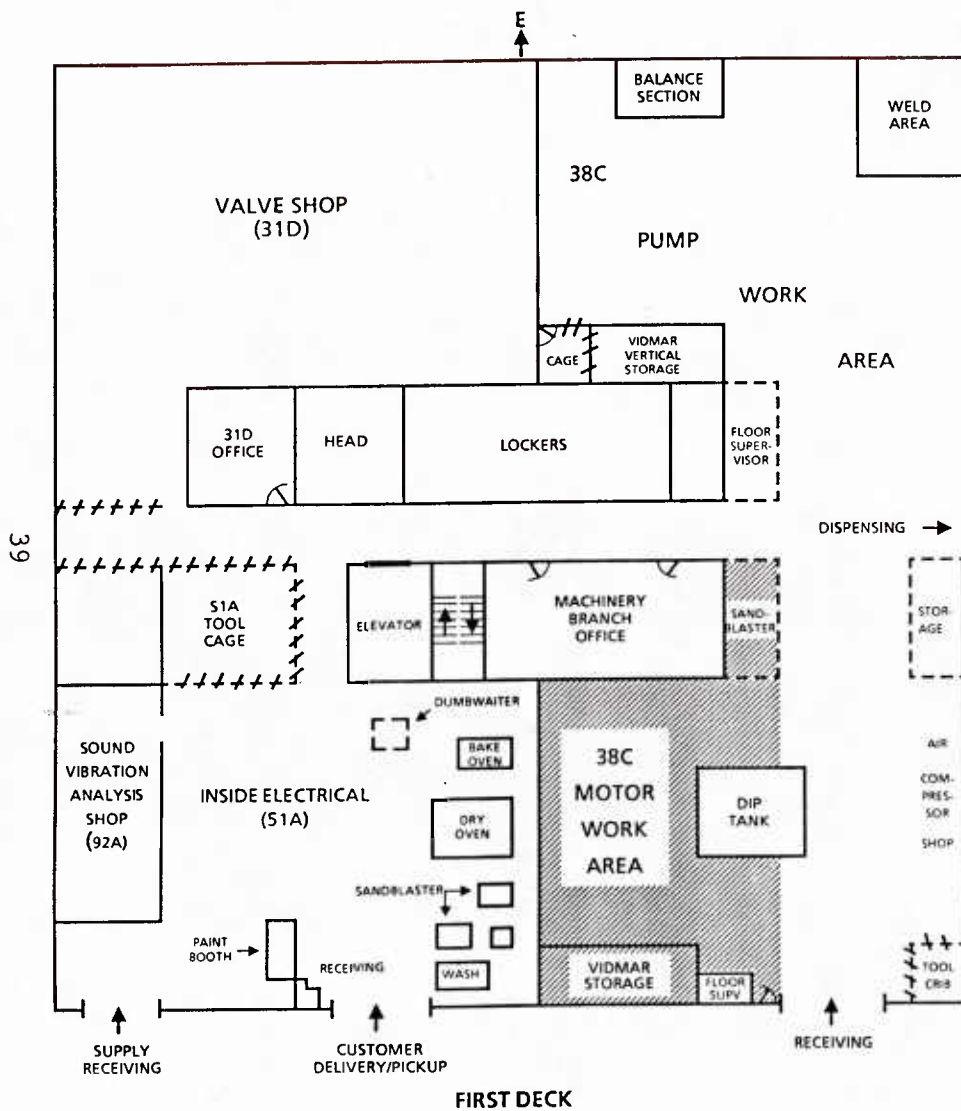 E
BALANCE
SECTION
WELD
AREA
38C
VALVE SHOP
(31D)
PUMP
WORK
CAGE
VIDMAR
VERTICAL
STORAGE
AREA
31D
OFFICE
HEAD
LOCKERS
FLOOR
SUPER-
VISOR
DISPENSING
39
S1A
TOOL
CAGE
ELEVATOR
MACHINERY
BRANCH
OFFICE
SAND-
BLASTER
STOR-
AGE
DUMBWAITER
SOUND
VIBRATION
ANALYSIS
SHOP
(92A)
BAKE
OVEN
INSIDE ELECTRICAL
(51A)
DRY
OVEN
38C
MOTOR
WORK
AREA
DIP
TANK
AIR
COM-
PRES-
SOR
SHOP
SANDBLASTER
PAINT
BOOTH
RECEIVING
WASH
VIDMAR
STORAGE
FLOOR
SUPV
TOOL
CRIB
SUPPLY
RECEIVING
CUSTOMER
DELIVERY/PICKUP
RECEIVING
FIRST DECK